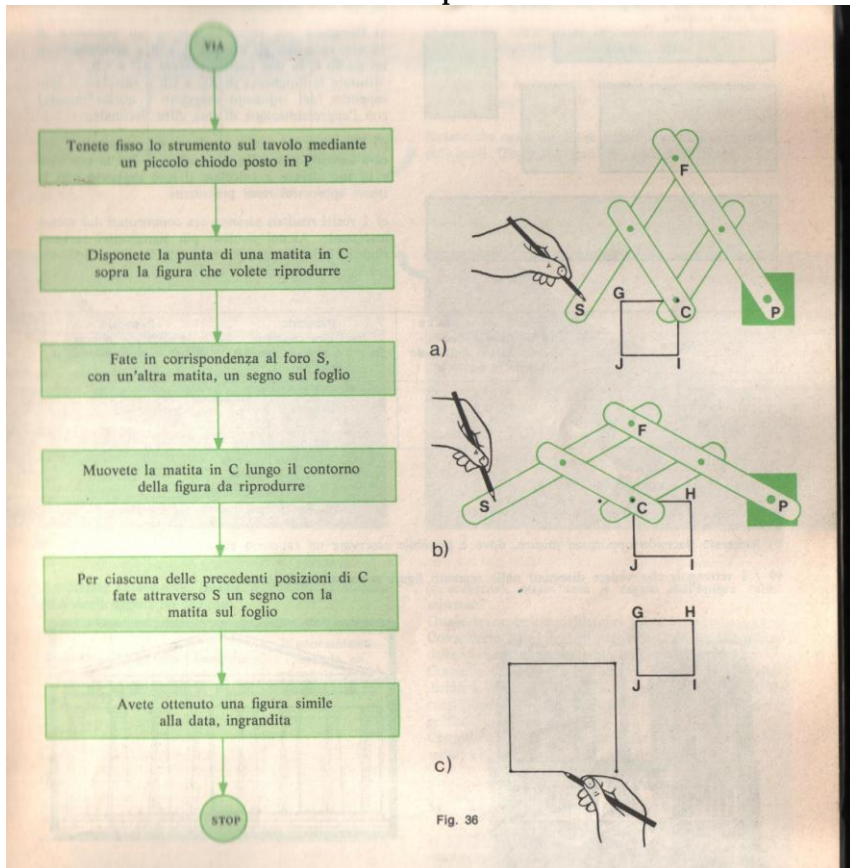 VIA
Tenete fisso lo strumento sul tavolo mediante
un piccolo chiodo posto in P
Disponete la punta di una matita in C
sopra la figura che volete riprodurre
Fate in corrispondenza al foro S,
con un'altra matita, un segno sul foglio
Muovete la matita in C lungo il contorno
della figura da riprodurre
Per ciascuna delle precedenti posizioni di C
fate attraverso S un segno con la
matita sul foglio
Avete ottenuto una figura simile
alla data, ingrandita
STOP
F
G
S
C
P
a)
J
I
F
H
S
C
P
b)
J
I
G
H
J
I
c)
Fig. 36